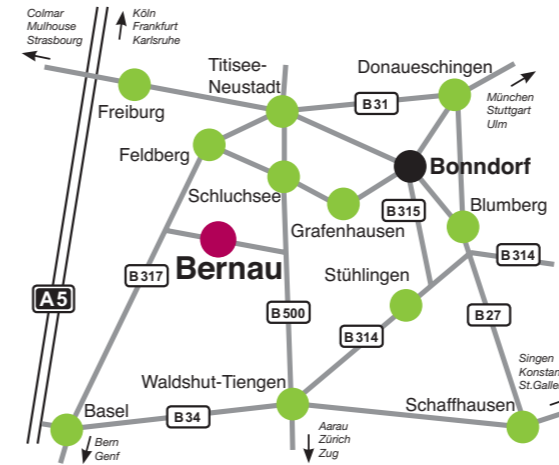 Colmar
Mulhouse
Strasbourg
Köln
Frankfurt
Karlsruhe
Titisee-
Neustadt
Donaueschingen
B31
München
Stuttgart
Ulm
Freiburg
Feldberg
Bonndorf
Schluchsee
Grafenhausen
B315
Blumberg
Bernau
B314
B317
Stühlingen
A5
B500
B314
B27
Singen
Konstan
St.Galle
Waldshut-Tiengen
Basel
B34
Schaffhausen
Bern
Genf
Aarau
Zürich
Zug